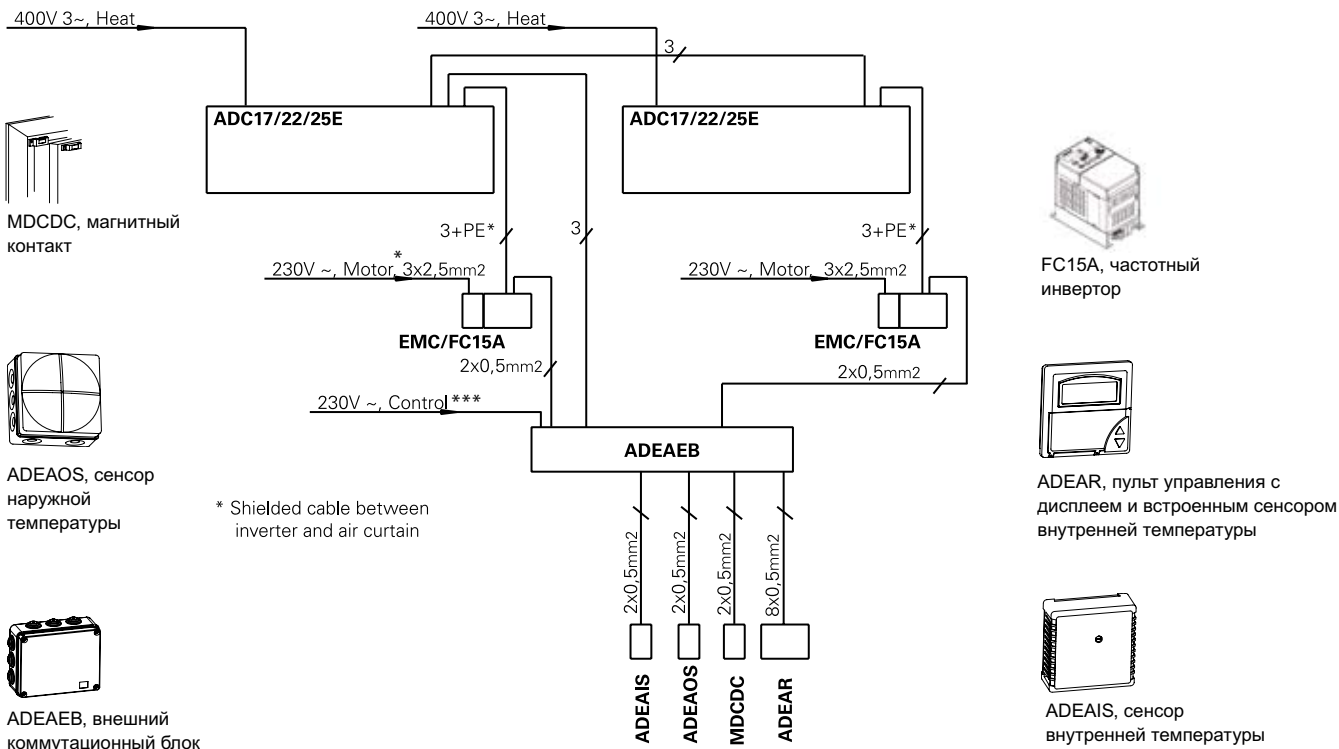 400V 3~, Heat
400V 3~, Heat
3
ADC17/22/25E
ADC17/22/25E
MDCDC, магнитный
контакт
3+PE*
3
3+PE*
230V ~, Motor, 3x2,5mm2
*
230V ~, Motor, 3x2,5mm2
EMC/FC15A
EMC/FC15A
FC15A, частотный
инвертор
2x0,5mm2
2x0,5mm2
230V ~, Control ***
ADEAEB
ADEAOS, сенсор
наружной
температуры
* Shielded cable between
inverter and air curtain
ADEAR, пульт управления с
дисплеем и встроенным сенсором
внутренней температуры
2x0,5mm2
2x0,5mm2
2x0,5mm2
8x0,5mm2
ADEAIS
ADEAOS
MDCDC
ADEAR
ADEAEB, внешний
коммутационный блок
ADEAIS, сенсор
внутренней температуры